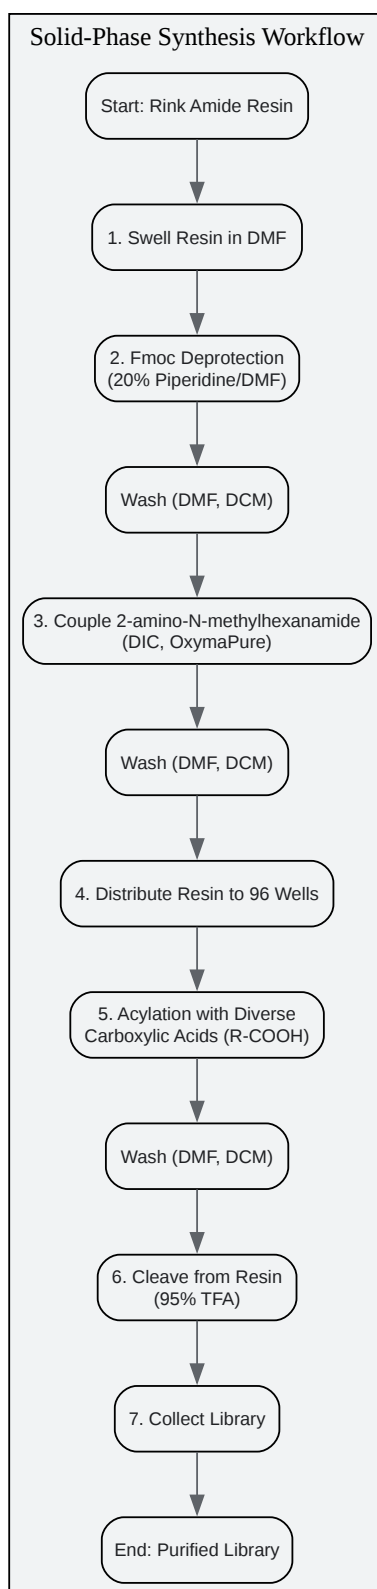 Solid-Phase Synthesis Workflow
Start: Rink Amide Resin
1. Swell Resin in DMF
2. Fmoc Deprotection
(20% Piperidine/DMF)
Wash (DMF, DCM)
3. Couple 2-amino-N-methylhexanamide
(DIC, OxymaPure)
Wash (DMF, DCM)
4. Distribute Resin to 96 Wells
5. Acylation with Diverse
Carboxylic Acids (R-COOH)
Wash (DMF, DCM)
6. Cleave from Resin
(95% TFA)
7. Collect Library
End: Purified Library